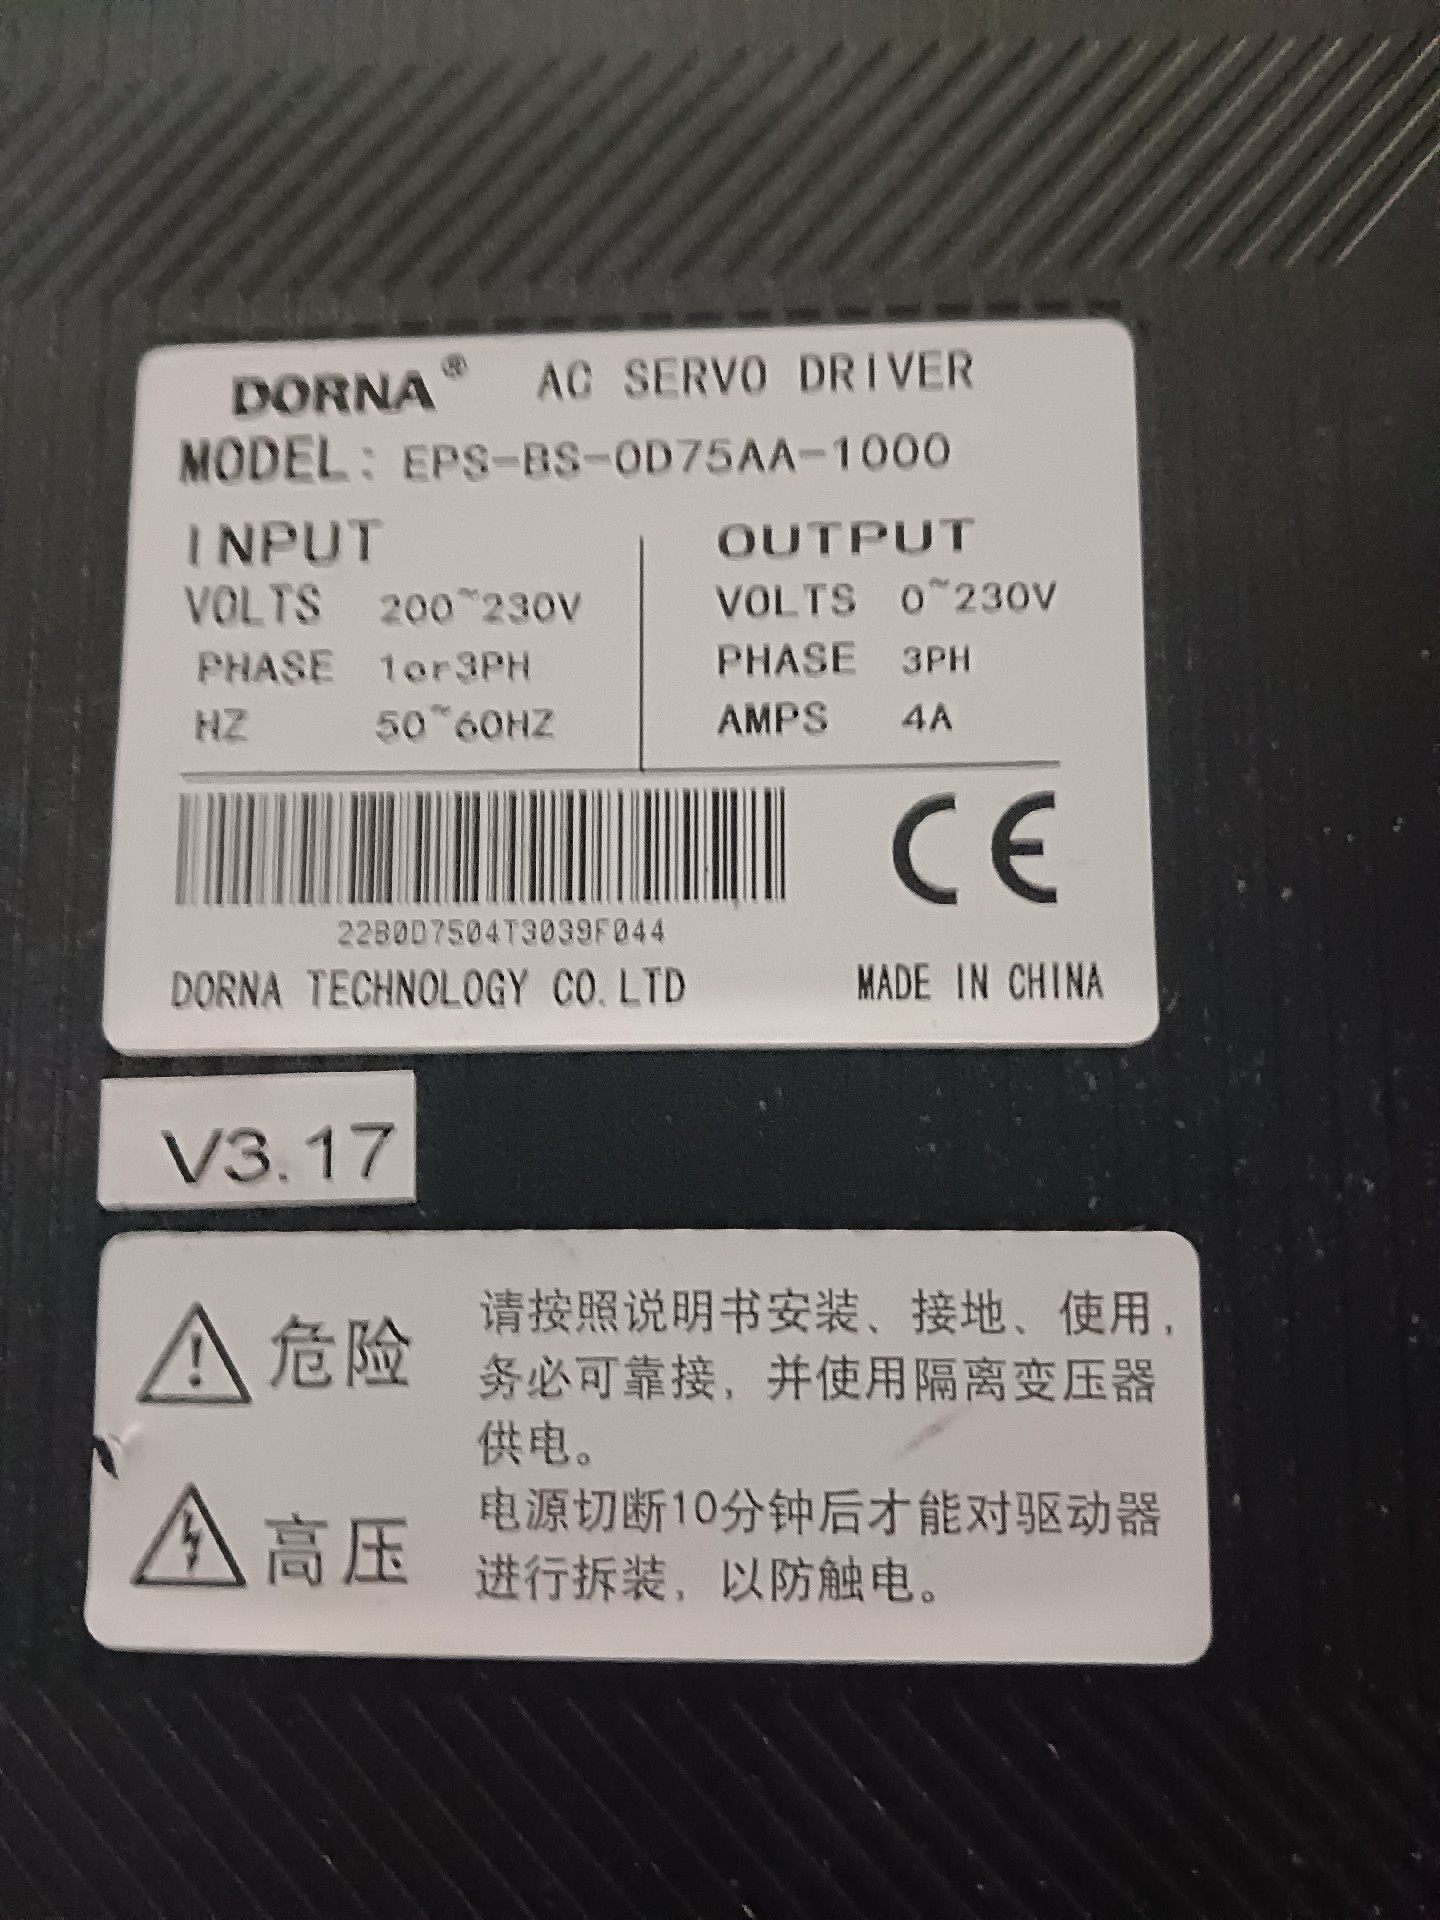 DORNA® AC SERVO DRIVER
MODEL: EPS-BS-0D75AA-1000
INPUT OUTPUT
VOLTS 200~230V VOLTS 0~230V
PHASE 1or3PH PHASE 3PH
HZ 50~60HZ AMPS 4A
CE
22B0D7504T3039F044
DORNA TECHNOLOGY CO.LTD MADE IN CHINA
V3.17
危险
请按照说明书安装、接地、使用，
务必可靠接，并使用隔离变压器
供电。
高压
电源切断10分钟后才能对驱动器
进行拆装，以防触电。